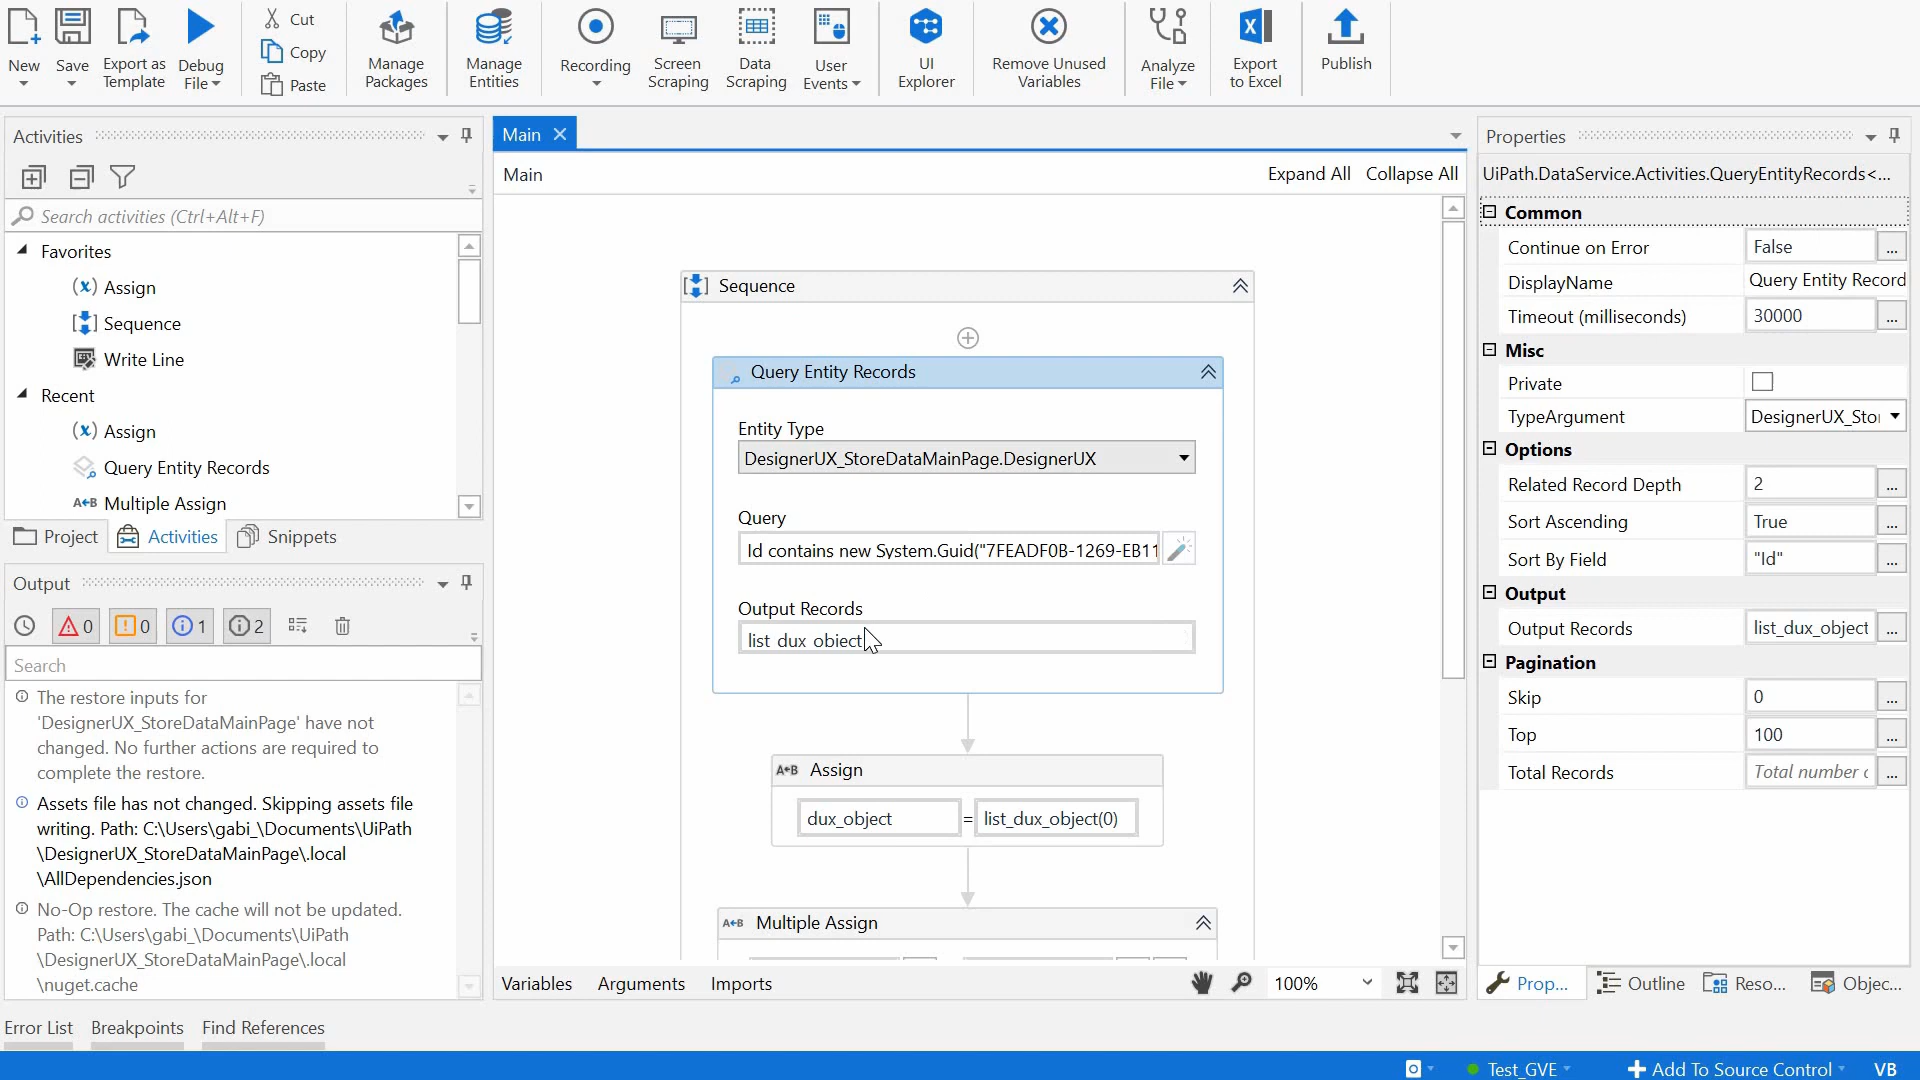 New
Save
Export as
Template
Debug
File
Cut
Copy
Paste
Manage
Packages
Manage
Entities
Recording
Screen
Scraping
Data
Scraping
User
Events
UI
Explorer
Remove Unused
Variables
Analyze
File
Export
to Excel
Publish
Activities
Search activities (Ctrl+Alt+F)
Favorites
Assign
Sequence
Write Line
Recent
Assign
Query Entity Records
Multiple Assign
Project
Activities
Snippets
Output
0
0
1
2
Search
The restore inputs for
'DesignerUX_StoreDataMainPage' have not
changed. No further actions are required to
complete the restore.
Assets file has not changed. Skipping assets file
writing. Path: C:\Users\gabi_\Documents\UiPath
\DesignerUX_StoreDataMainPage\.local
\AllDependencies.json
No-Op restore. The cache will not be updated.
Path: C:\Users\gabi_\Documents\UiPath
\DesignerUX_StoreDataMainPage\.local
\nuget.cache
Main
Main
Expand All Collapse All
Sequence
Query Entity Records
Entity Type
DesignerUX_StoreDataMainPage.DesignerUX
Query
Id contains new System.Guid("7FEADF0B-1269-EB11
Output Records
list_dux_object
Assign
dux_object = list_dux_object(0)
Multiple Assign
Variables Arguments Imports
100%
Properties
UiPath.DataService.Activities.QueryEntityRecords<...
Common
Continue on Error False ...
DisplayName Query Entity Record
Timeout (milliseconds) 30000 ...
Misc
Private
TypeArgument DesignerUX_Sto
Options
Related Record Depth 2 ...
Sort Ascending True ...
Sort By Field "Id" ...
Output
Output Records list_dux_object ...
Pagination
Skip 0 ...
Top 100 ...
Total Records Total number ...
Prop... Outline Reso... Objec...
Error List Breakpoints Find References
Test_GVE Add To Source Control VB